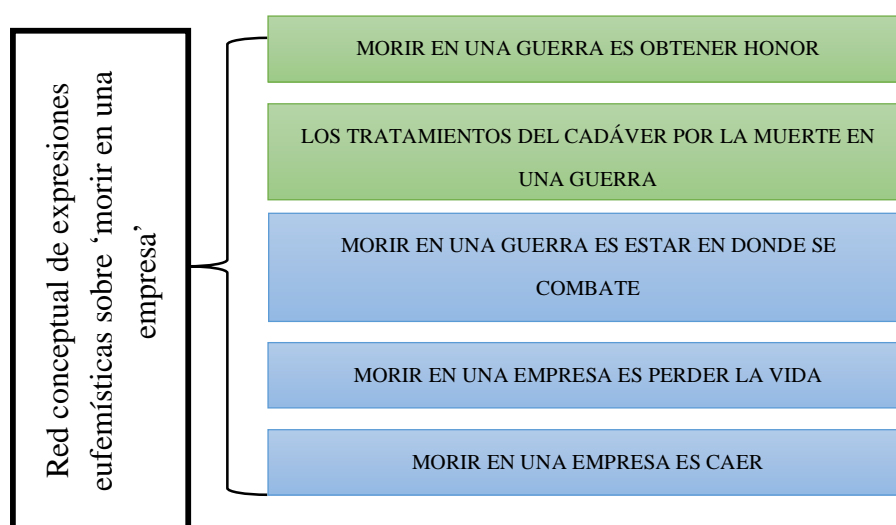 Red conceptual de expresiones
eufemísticas sobre ‘morir en una
empresa’
MORIR EN UNA GUERRA ES OBTENER HONOR
LOS TRATAMIENTOS DEL CADÁVER POR LA MUERTE EN
UNA GUERRA
MORIR EN UNA GUERRA ES ESTAR EN DONDE SE
COMBATE
MORIR EN UNA EMPRESA ES PERDER LA VIDA
MORIR EN UNA EMPRESA ES CAER